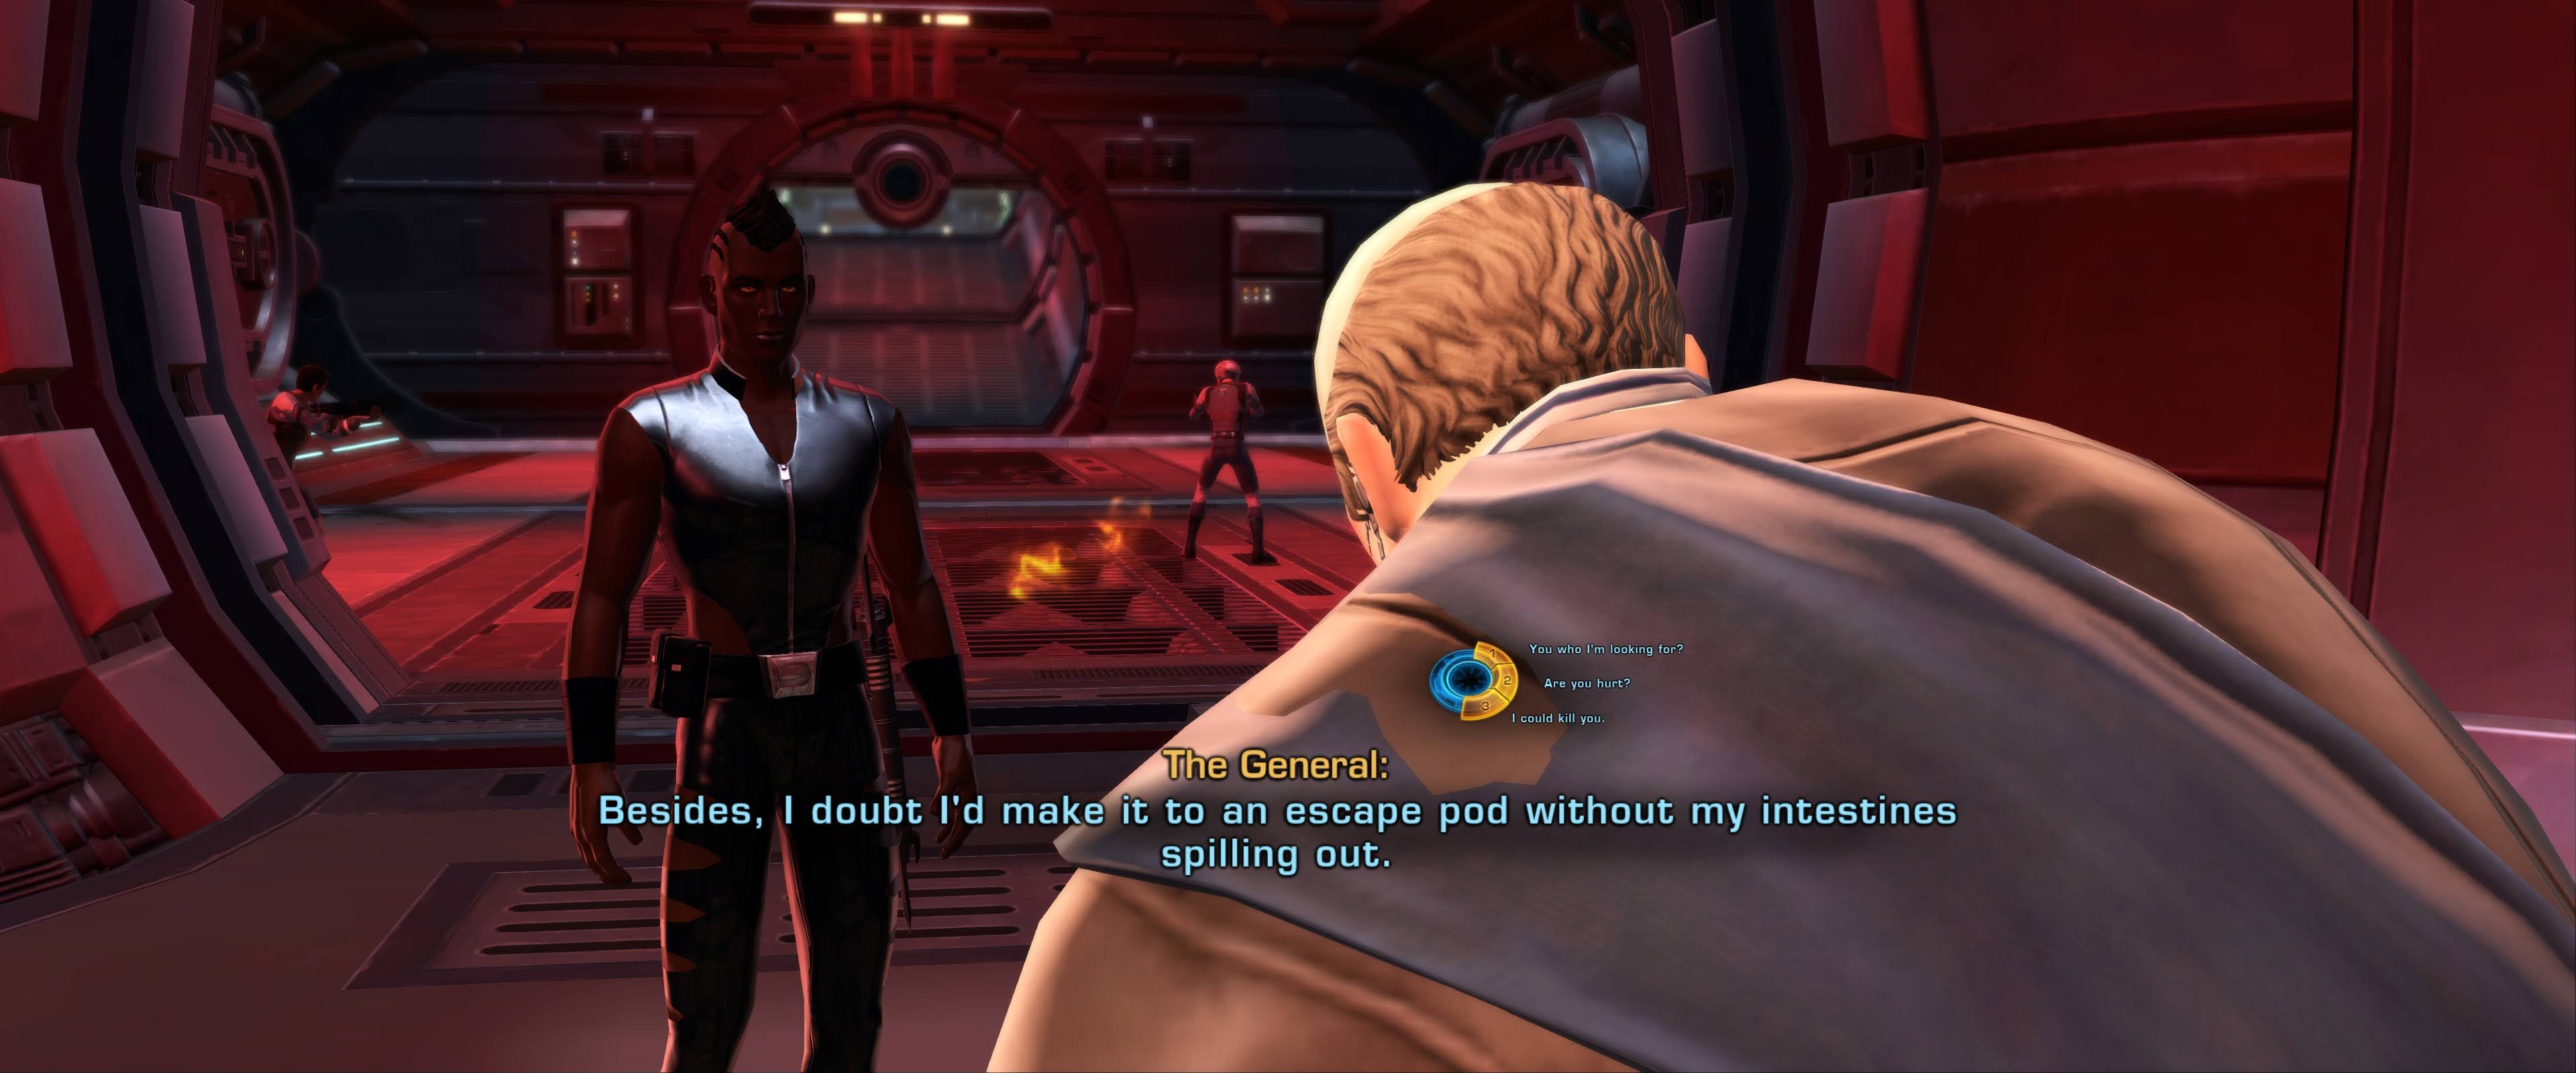 1 You who I'm looking for?
2 Are you hurt?
3 I could kill you.
The General:
Besides, I doubt I'd make it to an escape pod without my intestines
spilling out.